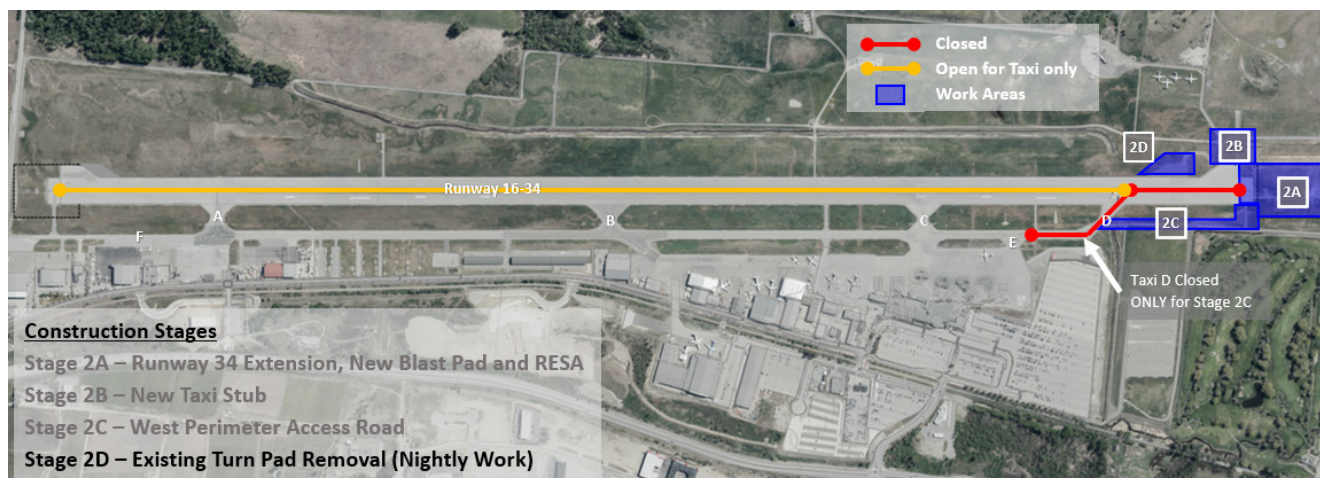 Closed
Open for Taxi only
Work Areas
2D
2B
2A
Runway 16-34
A
B
C
D
2C
F
E
Taxi D Closed
ONLY for Stage 2C
Construction Stages
Stage 2A – Runway 34 Extension, New Blast Pad and RESA
Stage 2B – New Taxi Stub
Stage 2C – West Perimeter Access Road
Stage 2D – Existing Turn Pad Removal (Nightly Work)